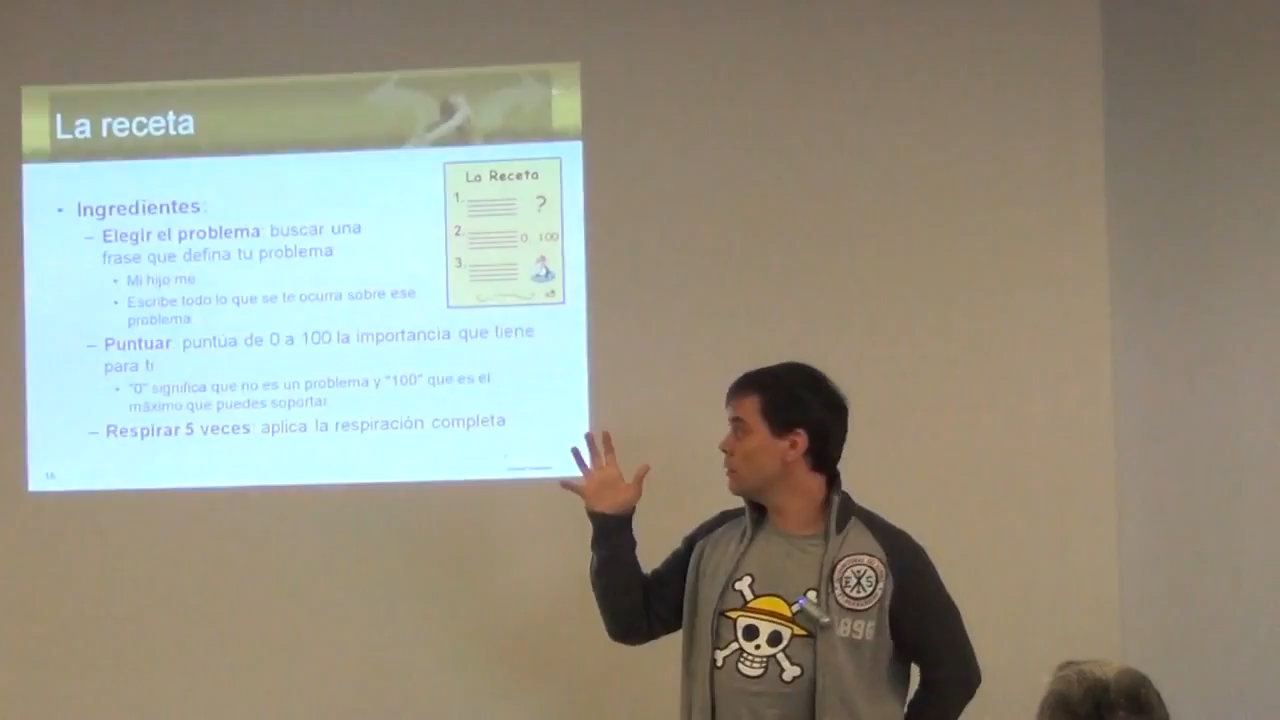 La receta
• Ingredientes:
– Elegir el problema: buscar una
frase que defina tu problema
• Mi hijo me
• Escribe todo lo que se te ocurra sobre ese
problema
– Puntuar: puntúa de 0 a 100 la importancia que tiene
para ti
• "0" significa que no es un problema y "100" que es el
máximo que puedes soportar
– Respirar 5 veces: aplica la respiración completa
La Receta
1. ?
2. 0 100
3.
E S